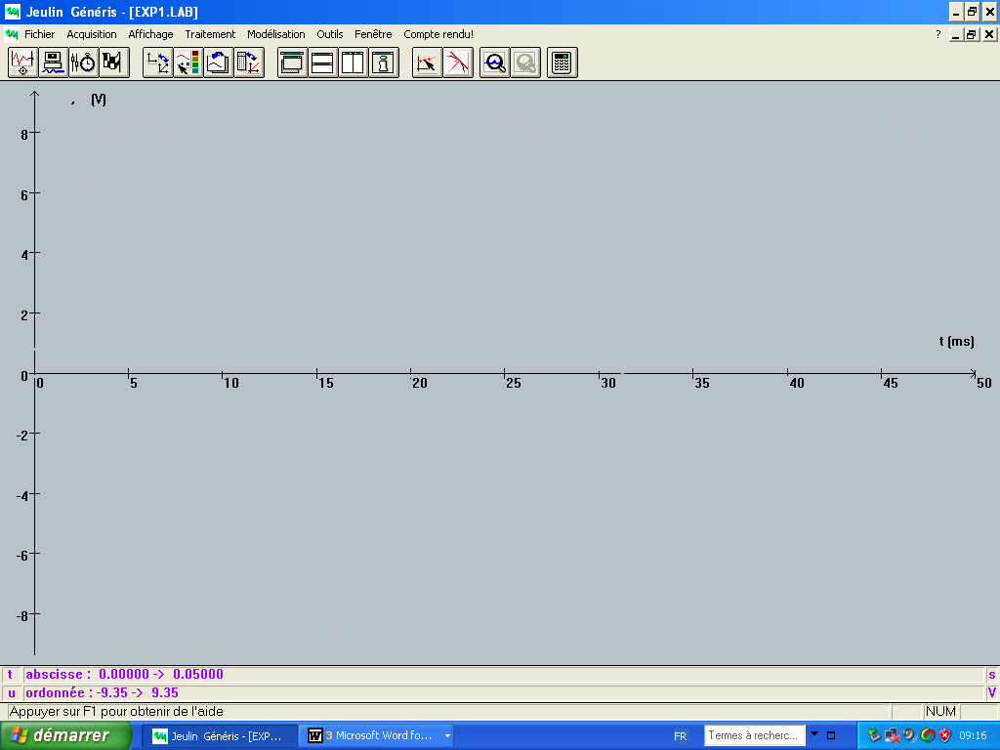 Jeulin Généris - [EXP1.LAB]
Fichier Acquisition Affichage Traitement Modélisation Outils Fenêtre Compte rendu! ?
, (V)
8
6
4
2
t (ms)
0
0 5 10 15 20 25 30 35 40 45 50
-2
-4
-6
-8
t abscisse : 0.00000 -> 0.05000 s
u ordonnée : -9.35 -> 9.35 V
Appuyer sur F1 pour obtenir de l'aide NUM
démarrer Jeulin Généris - [EXP... 3 Microsoft Word fo... FR Termes à recherc... 09:16